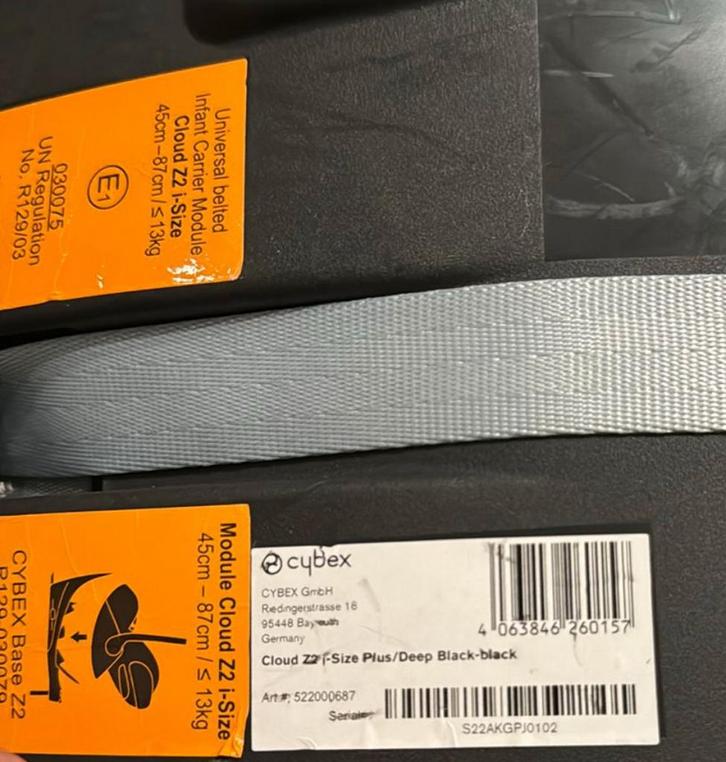 Universal belted
Infant Carrier Module
Cloud Z2 i-Size
45cm – 87cm / ≤ 13kg
E1
030075
UN Regulation
No. R129/03
Module Cloud Z2 i-Size
45cm – 87cm / ≤ 13kg
CYBEX Base Z2
cybex
CYBEX GmbH
Riedingerstrasse 18
95448 Bayreuth
Germany
Cloud Z2 i-Size Plus/Deep Black-black
Art#: 522000687
4 063846 260157
S22AKGPJ0102